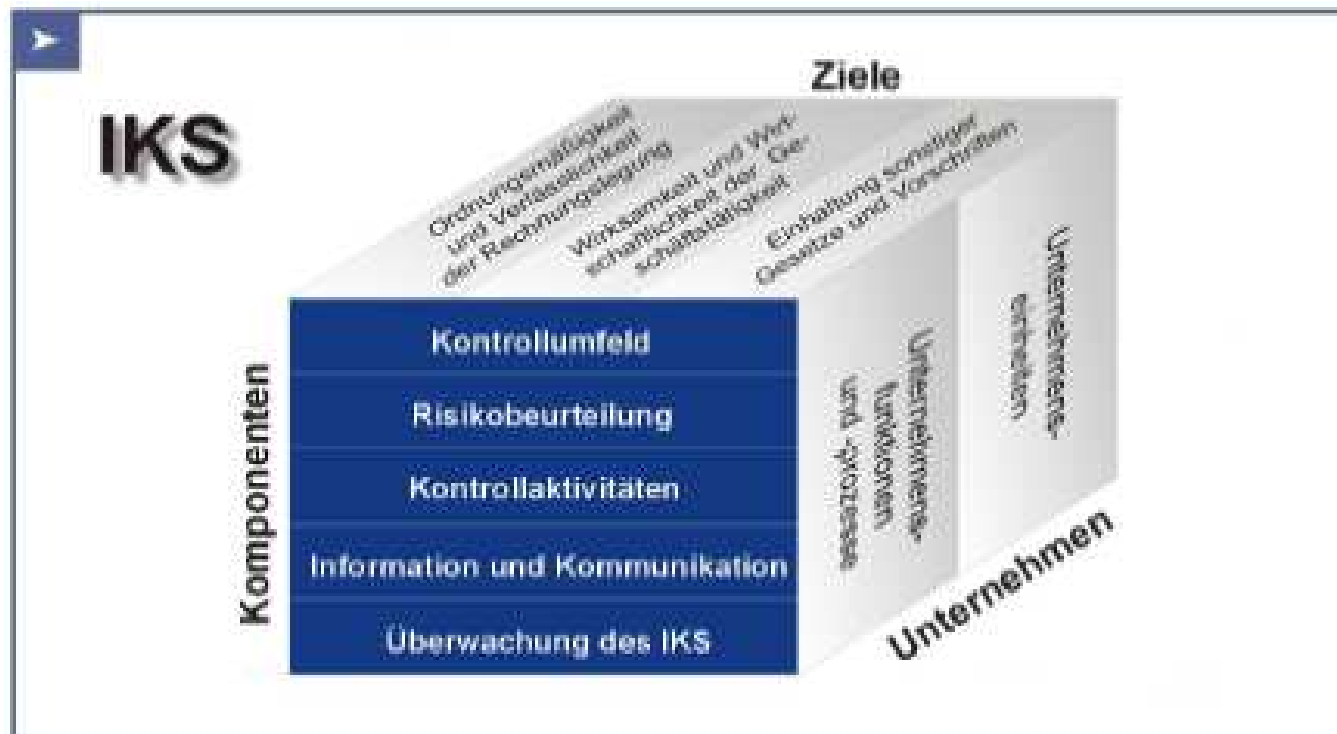 Ziele
IKS
Ordnungsmäßigkeit
und Verlässlichkeit
der Rechnungslegung
Wirksamkeit und Wirt-
schaftlichkeit der Ge-
schäftstätigkeit
Einhaltung sonstiger
Gesetze und Vorschriften
Komponenten
Kontrollumfeld
Risikobeurteilung
Kontrollaktivitäten
Information und Kommunikation
Überwachung des IKS
Unternehmens-
funktionen
und -prozesse
Unternehmens-
einheiten
Unternehmen